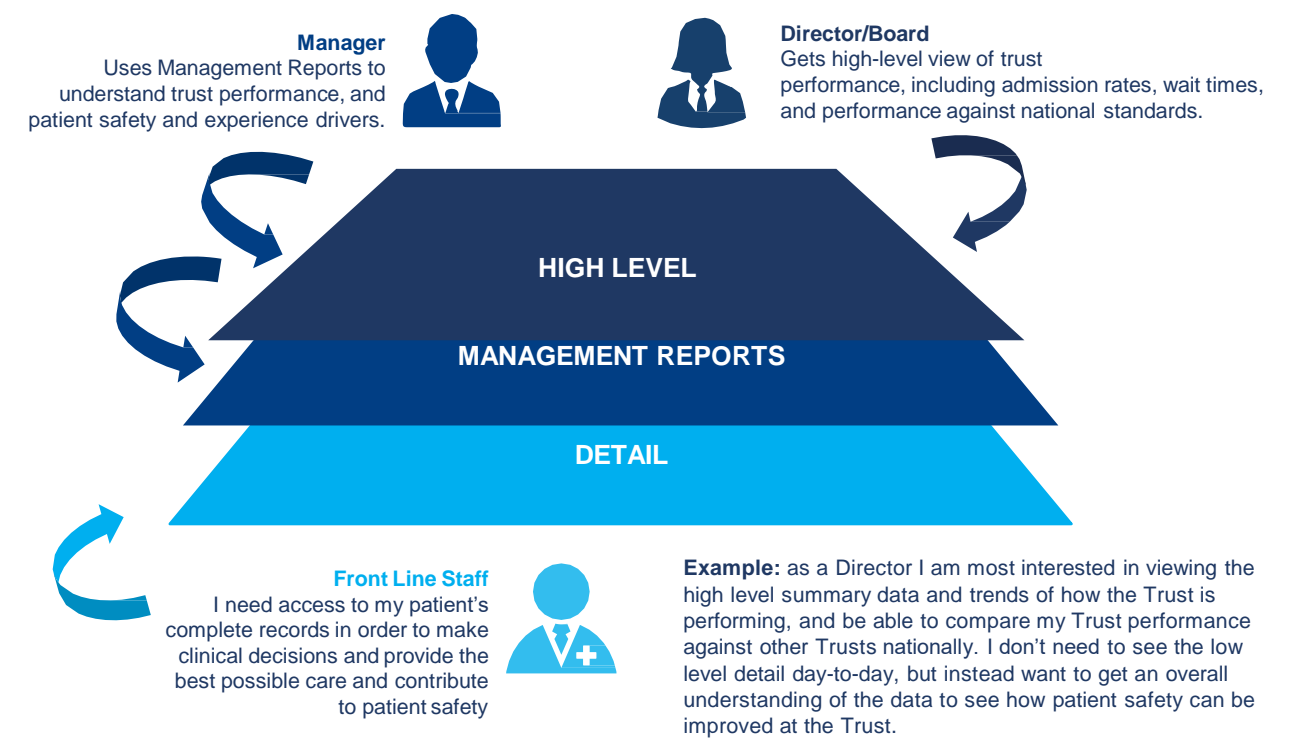 Manager
Uses Management Reports to
understand trust performance, and
patient safety and experience drivers.
Director/Board
Gets high-level view of trust
performance, including admission rates, wait times,
and performance against national standards.
HIGH LEVEL
MANAGEMENT REPORTS
DETAIL
Front Line Staff
I need access to my patient’s
complete records in order to make
clinical decisions and provide the
best possible care and contribute
to patient safety
Example: as a Director I am most interested in viewing the
high level summary data and trends of how the Trust is
performing, and be able to compare my Trust performance
against other Trusts nationally. I don’t need to see the low
level detail day-to-day, but instead want to get an overall
understanding of the data to see how patient safety can be
improved at the Trust.